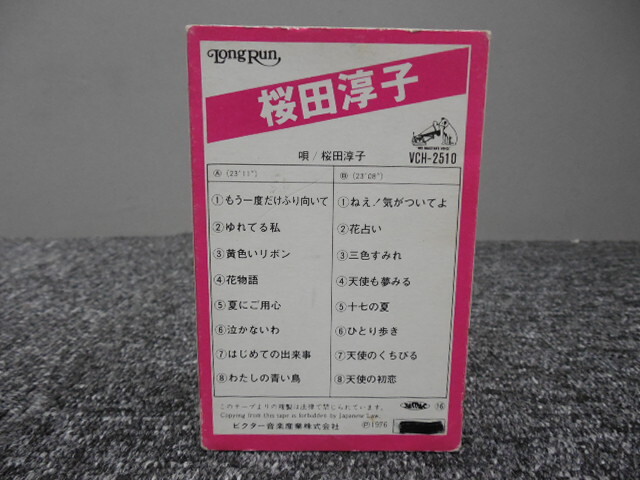 LongRun
桜田淳子
HIS MASTER'S VOICE
唄/桜田淳子
VCH-2510
Ⓐ (23'11")
①もう一度だけふり向いて
②ゆれてる私
③黄色いリボン
④花物語
⑤夏にご用心
⑥泣かないわ
⑦はじめての出来事
⑧わたしの青い鳥
Ⓑ (23'08")
①ねえ!気がついてよ
②花占い
③三色すみれ
④天使も夢みる
⑤十七の夏
⑥ひとり歩き
⑦天使のくちびる
⑧天使の初恋
このテープよりの複製は法律で禁じられています。
Copying from this tape is forbidden by Japanese Law.
ビクター音楽産業株式会社
Ⓟ1976
16